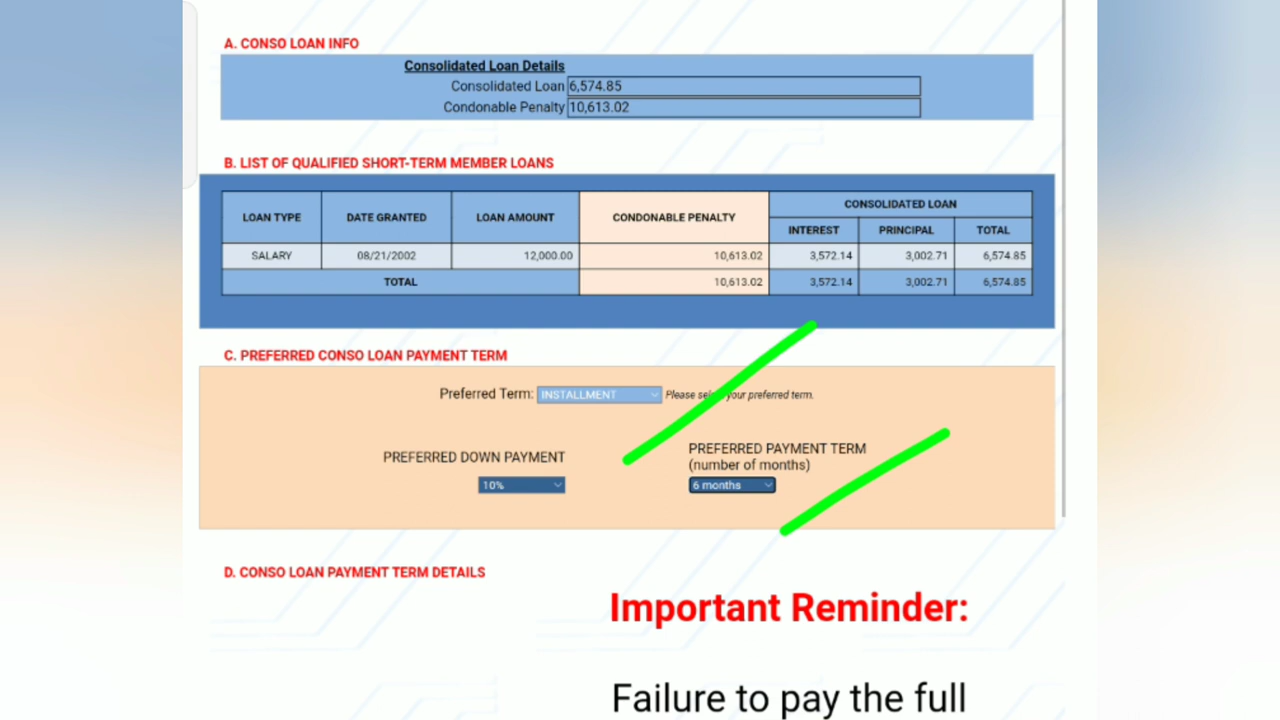 A. CONSO LOAN INFO
Consolidated Loan Details
Consolidated Loan 6,574.85
Condonable Penalty 10,613.02
B. LIST OF QUALIFIED SHORT-TERM MEMBER LOANS
LOAN TYPE DATE GRANTED LOAN AMOUNT CONDONABLE PENALTY CONSOLIDATED LOAN
INTEREST PRINCIPAL TOTAL
SALARY 08/21/2002 12,000.00 10,613.02 3,572.14 3,002.71 6,574.85
TOTAL 10,613.02 3,572.14 3,002.71 6,574.85
C. PREFERRED CONSO LOAN PAYMENT TERM
Preferred Term: INSTALLMENT Please select your preferred term.
PREFERRED DOWN PAYMENT
10%
PREFERRED PAYMENT TERM
(number of months)
6 months
D. CONSO LOAN PAYMENT TERM DETAILS
Important Reminder:
Failure to pay the full